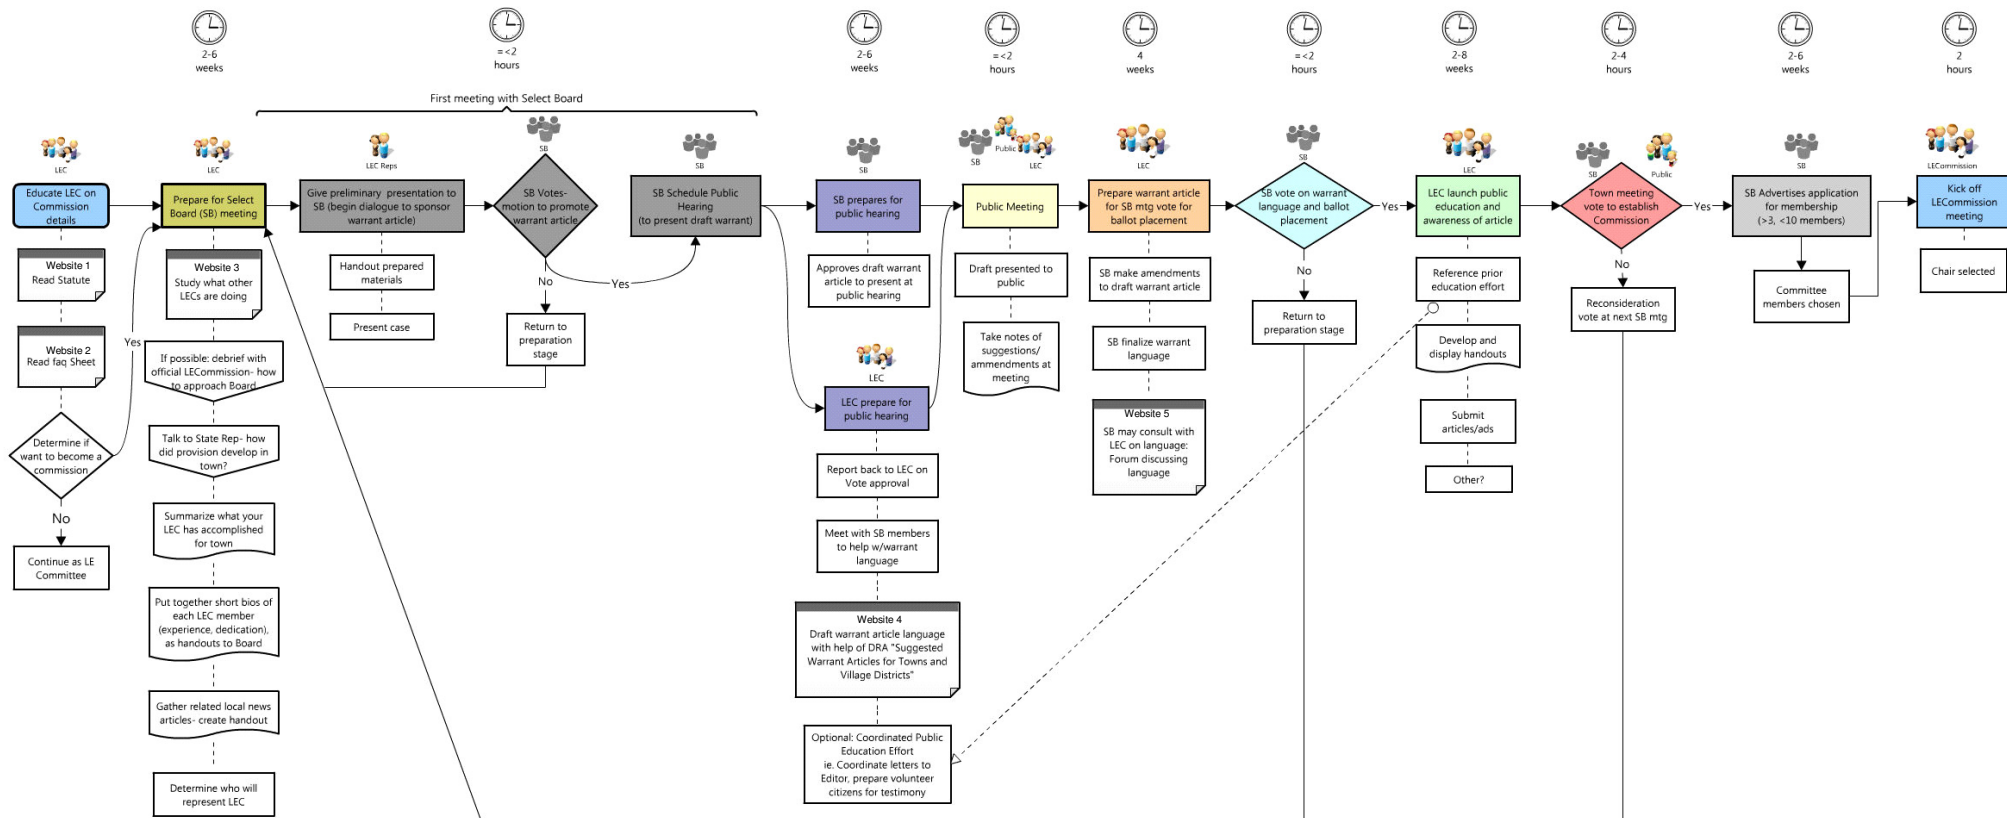 2-6
weeks
=<2
hours
2-6
weeks
=<2
hours
4
weeks
=<2
hours
2-8
weeks
2-4
hours
2-6
weeks
2
hours
First meeting with Select Board
LEC
LEC
LEC Reps
SB
SB
SB
SB
Public
LEC
LEC
SB
LEC
SB
Public
SB
LECommission
Educate LEC on
Commission
details
Website 1
Read Statute
Website 2
Read faq Sheet
Determine if
want to become a
commission
Yes
No
Continue as LE
Committee
Prepare for Select
Board (SB) meeting
Website 3
Study what other
LECs are doing
If possible: debrief with
official LECommission- how
to approach Board
Talk to State Rep- how
did provision develop in
town?
Summarize what your
LEC has accomplished
for town
Put together short bios of
each LEC member
(experience, dedication),
as handouts to Board
Gather related local news
articles- create handout
Determine who will
represent LEC
Give preliminary presentation to
SB (begin dialogue to sponsor
warrant article)
Handout prepared
materials
Present case
SB Votes-
motion to promote
warrant article
No
Yes
Return to
preparation
stage
SB Schedule Public
Hearing
(to present draft warrant)
SB prepares for
public hearing
Approves draft warrant
article to present at
public hearing
LEC
LEC prepare for
public hearing
Report back to LEC on
Vote approval
Meet with SB members
to help w/warrant
language
Website 4
Draft warrant article language
with help of DRA "Suggested
Warrant Articles for Towns and
Village Districts"
Optional: Coordinated Public
Education Effort
ie. Coordinate letters to
Editor, prepare volunteer
citizens for testimony
Public Meeting
Draft presented to
public
Take notes of
suggestions/
ammendments at
meeting
Prepare warrant article
for SB mtg vote for
ballot placement
SB make amendments
to draft warrant article
SB finalize warrant
language
Website 5
SB may consult with
LEC on language:
Forum discussing
language
SB vote on warrant
language and ballot
placement
Yes
No
Return to
preparation stage
LEC launch public
education and
awareness of article
Reference prior
education effort
Develop and
display handouts
Submit
articles/ads
Other?
Town meeting
vote to establish
Commission
Yes
No
Reconsideration
vote at next SB mtg
SB Advertises application
for membership
(>3, <10 members)
Committee
members chosen
Kick off
LECommission
meeting
Chair selected